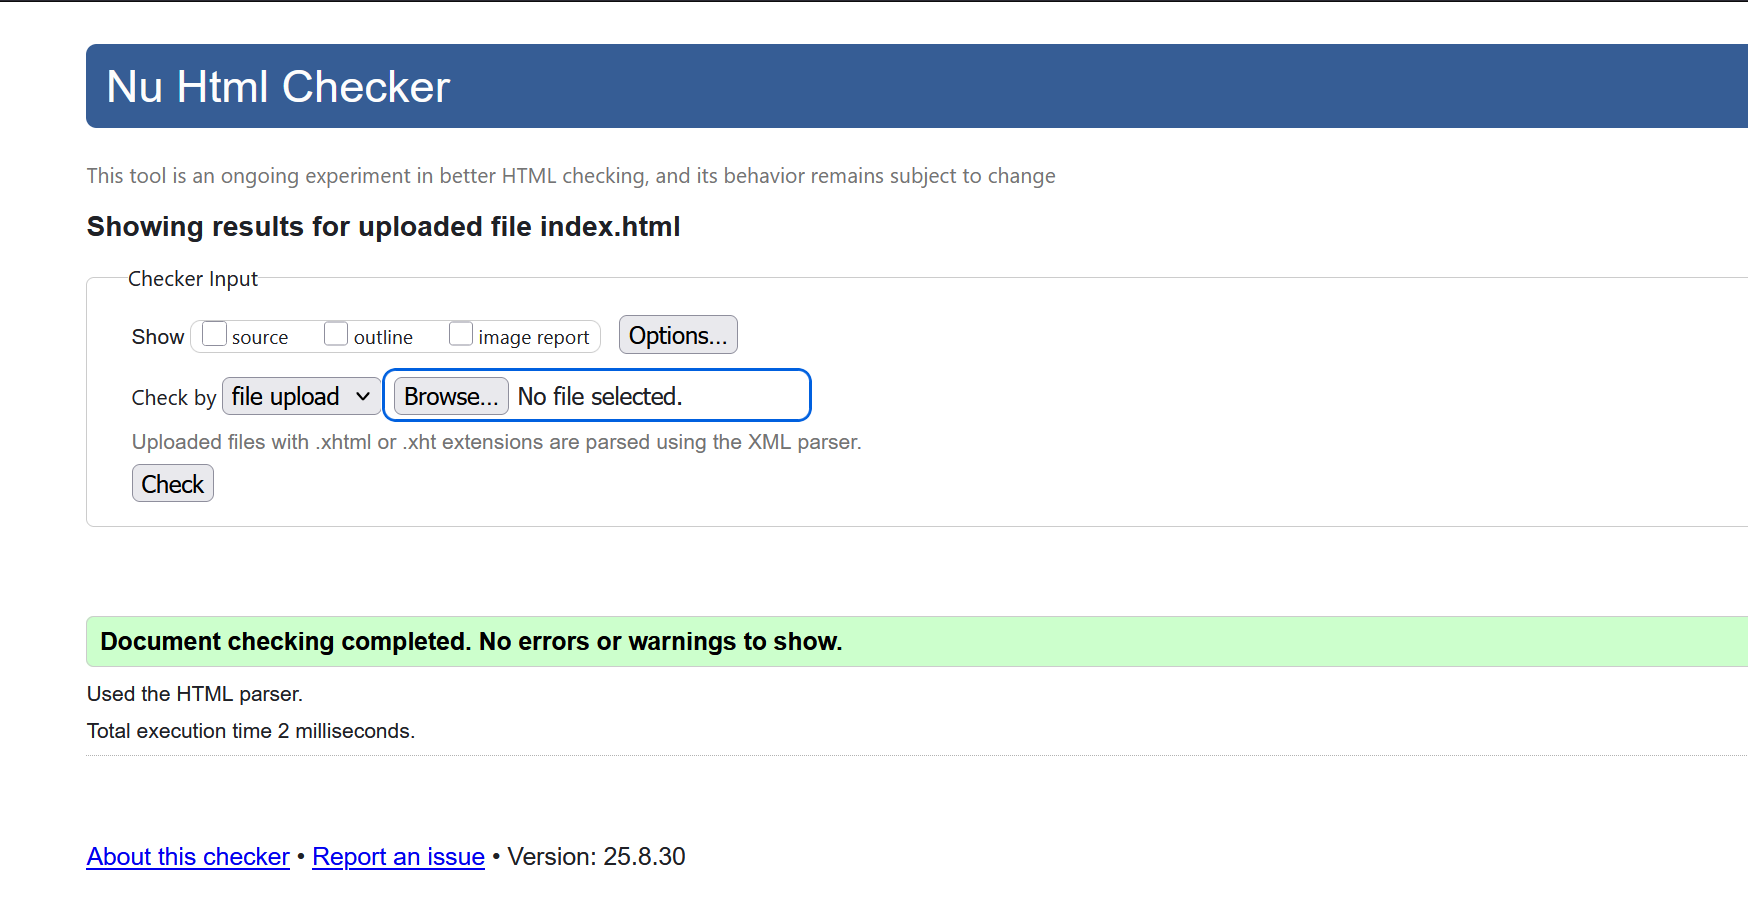 Nu Html Checker
This tool is an ongoing experiment in better HTML checking, and its behavior remains subject to change
Showing results for uploaded file index.html
Checker Input
Show source outline image report Options...
Check by file upload Browse... No file selected.
Uploaded files with .xhtml or .xht extensions are parsed using the XML parser.
Check
Document checking completed. No errors or warnings to show.
Used the HTML parser.
Total execution time 2 milliseconds.
About this checker • Report an issue • Version: 25.8.30